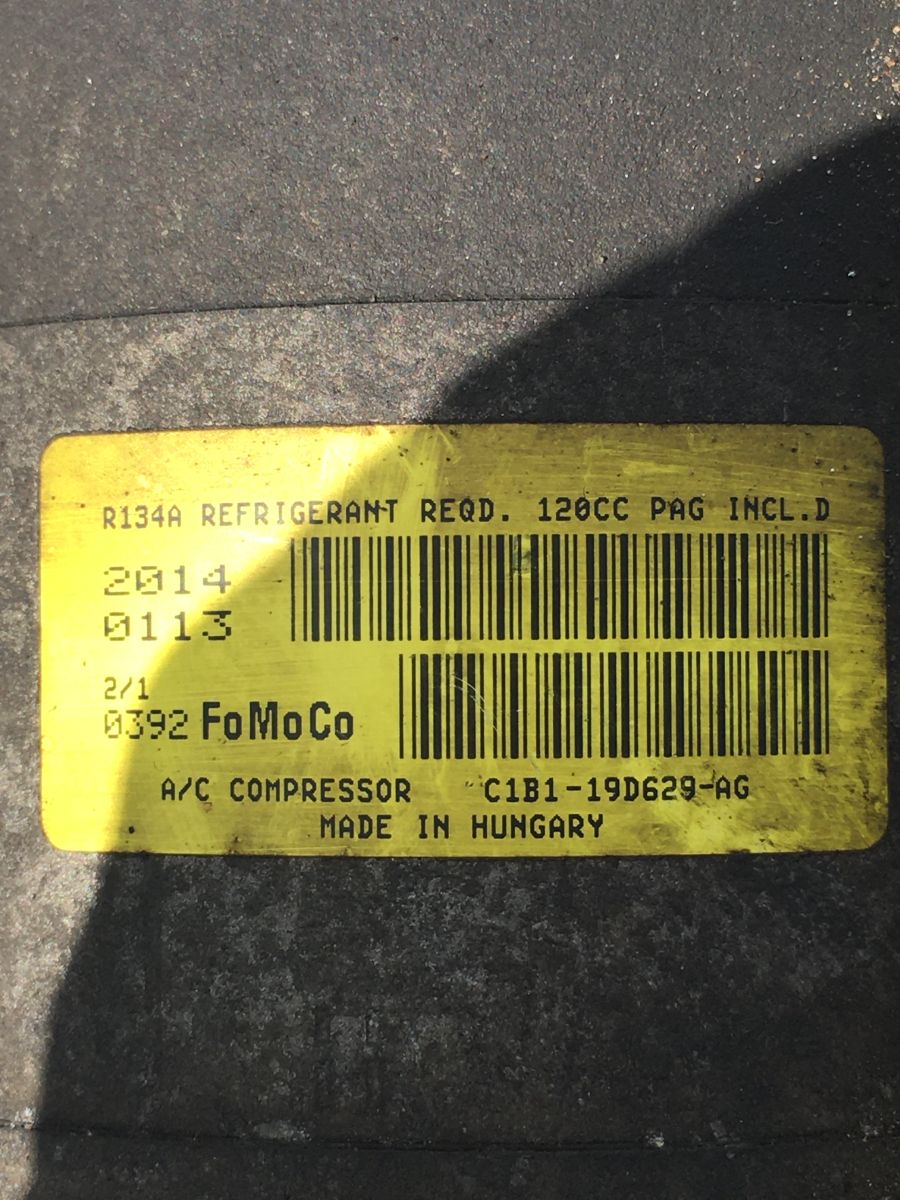 R134A REFRIGERANT REQD. 120CC PAG INCL.D
2014
0113
2/1
0392 FoMoCo
A/C COMPRESSOR C1B1-19D629-AG
MADE IN HUNGARY